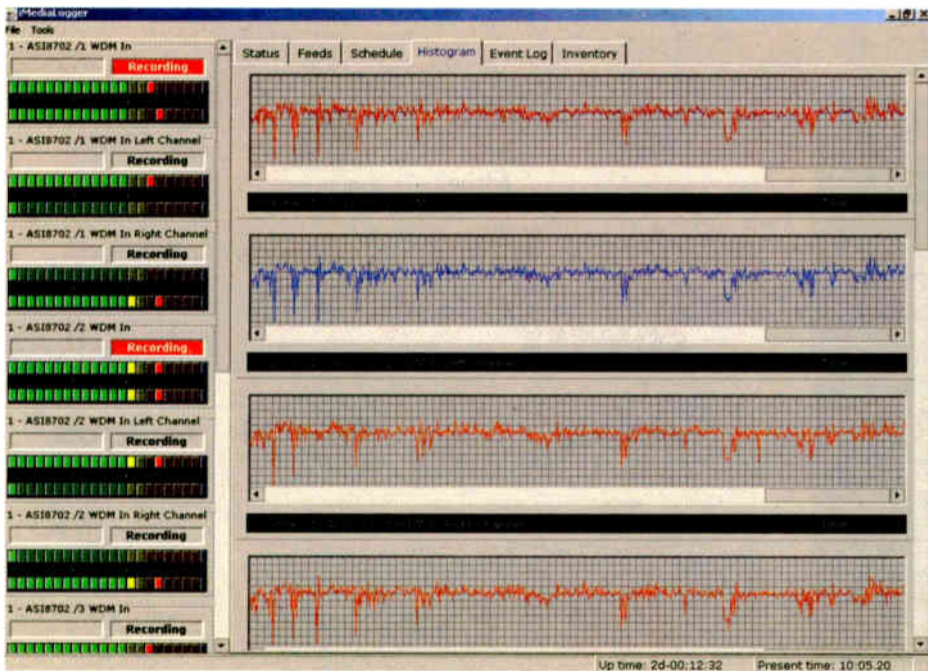 iMediaLogger
File Tools
1 - ASI8702 /1 WDM In
Recording
1 - ASI8702 /1 WDM In Left Channel
Recording
1 - ASI8702 /1 WDM In Right Channel
Recording
1 - ASI8702 /2 WDM In
Recording
1 - ASI8702 /2 WDM In Left Channel
Recording
1 - ASI8702 /2 WDM In Right Channel
Recording
1 - ASI8702 /3 WDM In
Recording
Status Feeds Schedule Histogram Event Log Inventory
Up time: 2d-00:12:32 Present time: 10:05:20